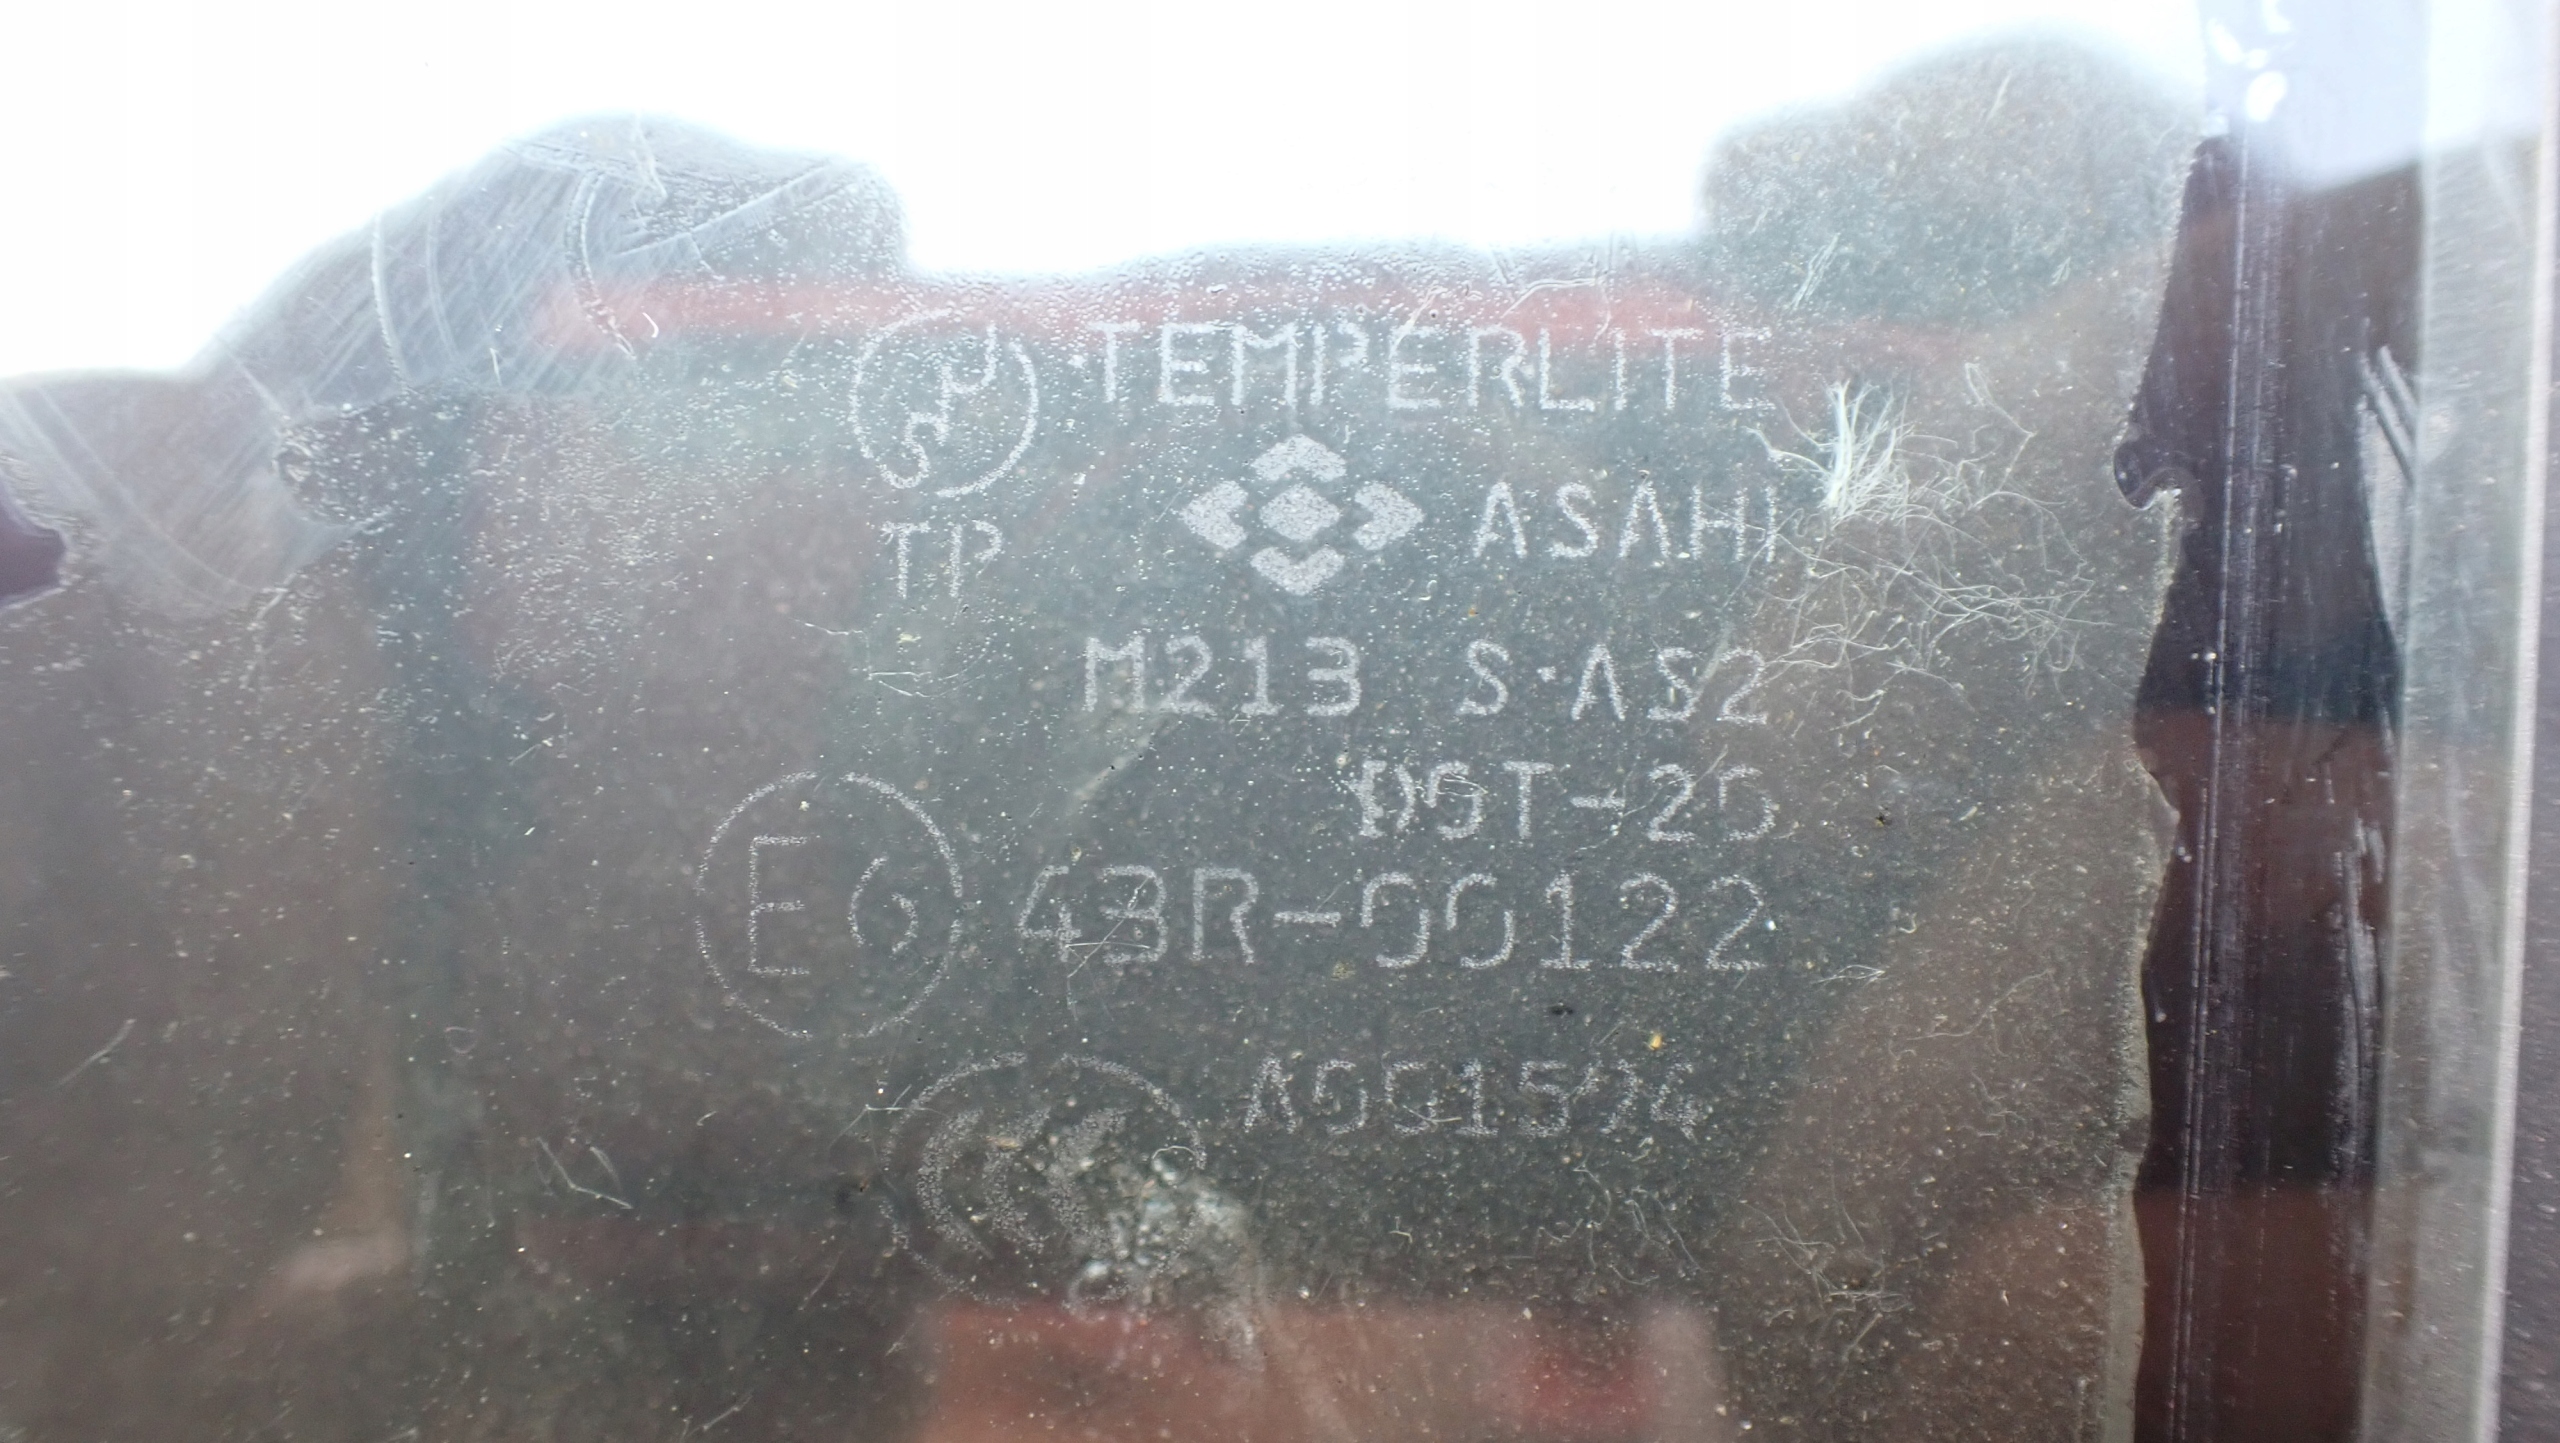 TEMPERLITE
TP ASAHI
M213 S·AS2
DOT-25
E6 43R-00122